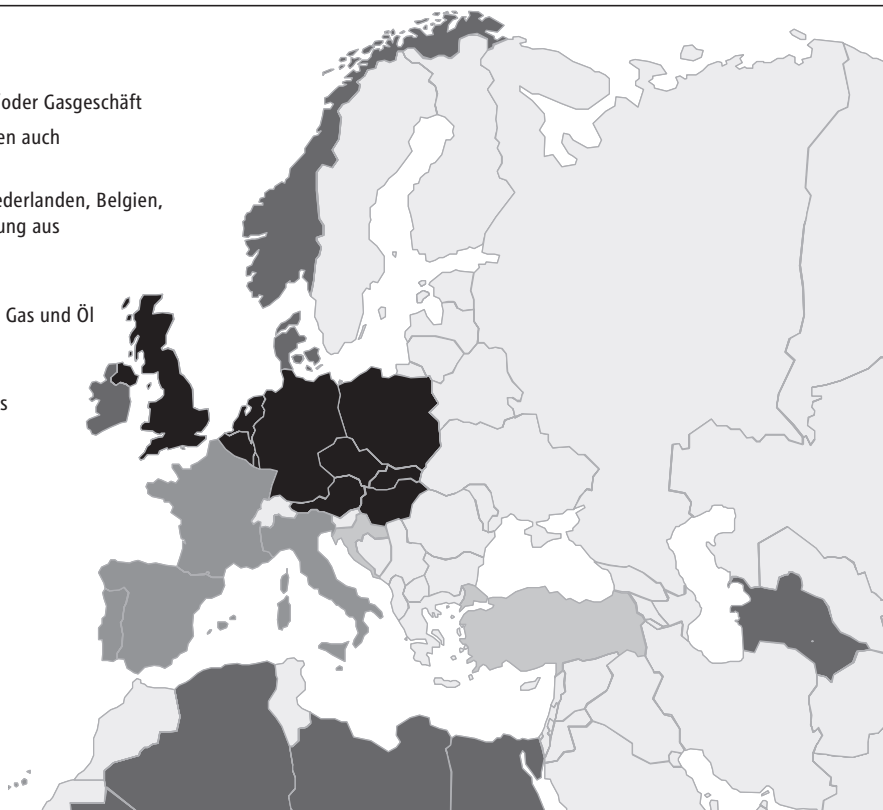 oder Gasgeschäft
en auch
ederlanden, Belgien,
ung aus
Gas und Öl
s